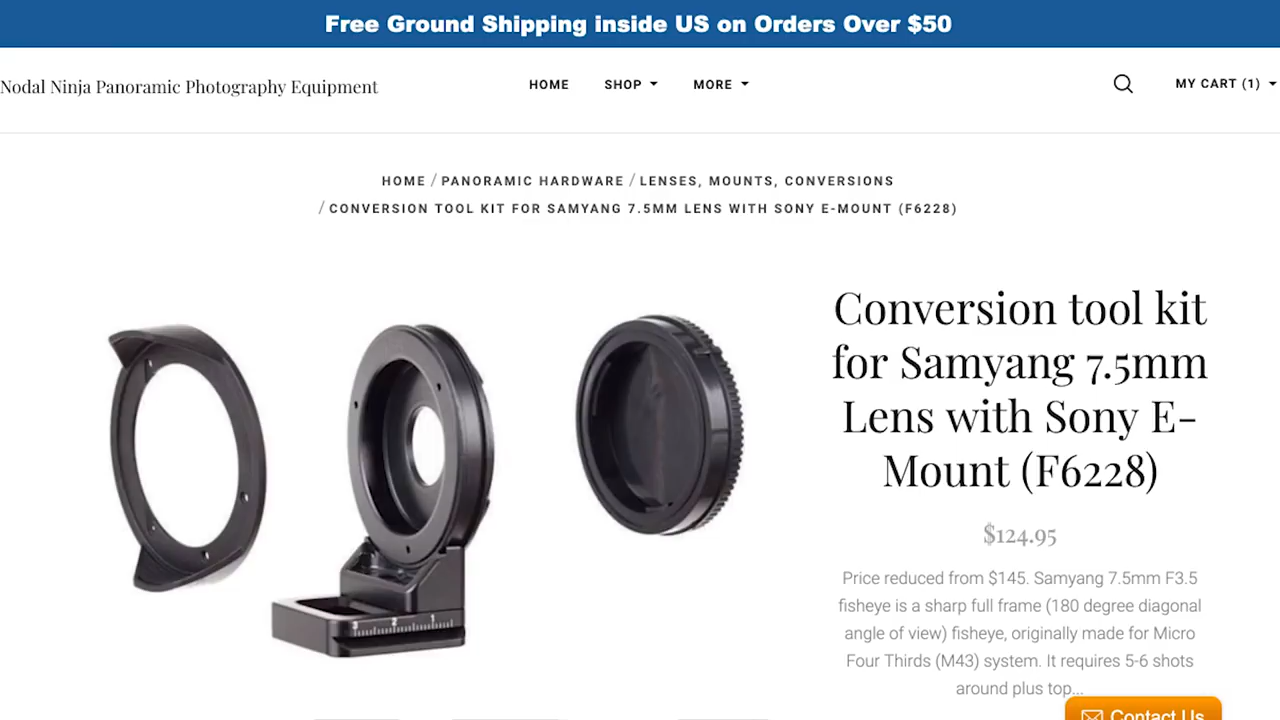 Free Ground Shipping inside US on Orders Over $50
Nodal Ninja Panoramic Photography Equipment
HOME
SHOP
MORE
MY CART (1)
HOME / PANORAMIC HARDWARE / LENSES, MOUNTS, CONVERSIONS
/ CONVERSION TOOL KIT FOR SAMYANG 7.5MM LENS WITH SONY E-MOUNT (F6228)
Conversion tool kit
for Samyang 7.5mm
Lens with Sony E-
Mount (F6228)
$124.95
Price reduced from $145. Samyang 7.5mm F3.5
fisheye is a sharp full frame (180 degree diagonal
angle of view) fisheye, originally made for Micro
Four Thirds (M43) system. It requires 5-6 shots
around plus top...
3 2 1
Contact Us